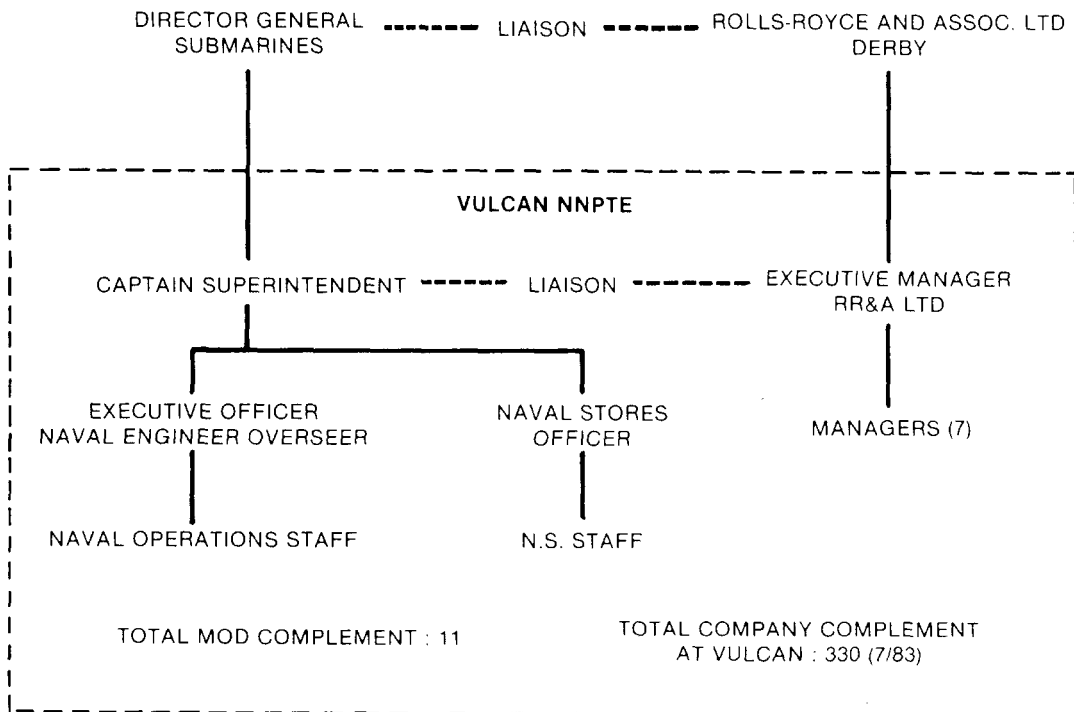 DIRECTOR GENERAL
SUBMARINES
LIAISON
ROLLS-ROYCE AND ASSOC. LTD
DERBY
VULCAN NNPTE
CAPTAIN SUPERINTENDENT
LIAISON
EXECUTIVE MANAGER
RR&A LTD
EXECUTIVE OFFICER
NAVAL ENGINEER OVERSEER
NAVAL STORES
OFFICER
MANAGERS (7)
NAVAL OPERATIONS STAFF
N.S. STAFF
TOTAL MOD COMPLEMENT : 11
TOTAL COMPANY COMPLEMENT
AT VULCAN : 330 (7/83)